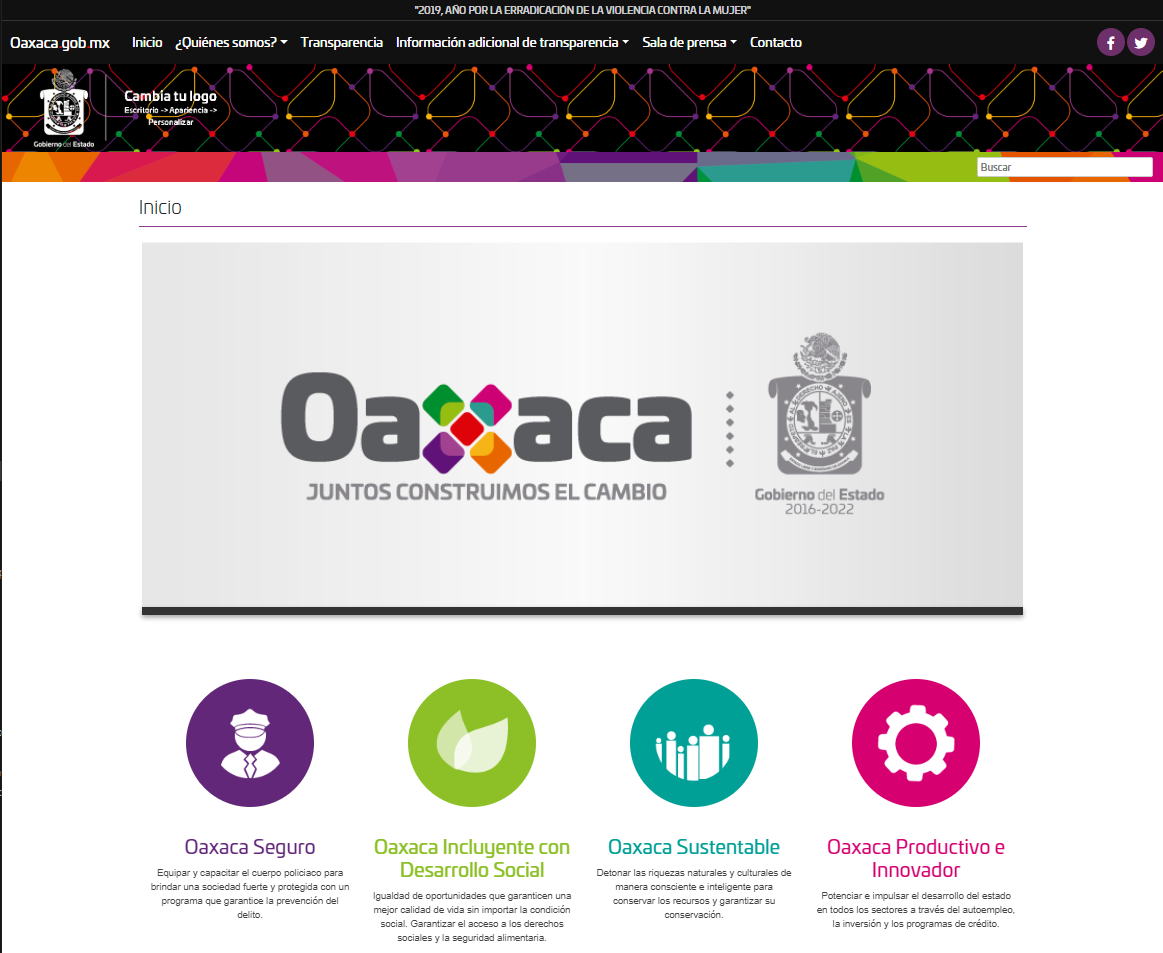 "2019, AÑO POR LA ERRADICACIÓN DE LA VIOLENCIA CONTRA LA MUJER"
Oaxaca gob mx Inicio ¿Quiénes somos? Transparencia Información adicional de transparencia Sala de prensa Contacto
Cambia tu logo
Escritorio -> Apariencia ->
Personalizar
Gobierno del Estado
Buscar
Inicio
Oaxaca
JUNTOS CONSTRUIMOS EL CAMBIO
Gobierno del Estado
2016-2022
Oaxaca Seguro
Equipar y capacitar el cuerpo policiaco para
brindar una sociedad fuerte y protegida con un
programa que garantice la prevención del
delito.
Oaxaca Incluyente con
Desarrollo Social
Igualdad de oportunidades que garanticen una
mejor calidad de vida sin importar la condición
social. Garantizar el acceso a los derechos
sociales y la seguridad alimentaria.
Oaxaca Sustentable
Detonar las riquezas naturales y culturales de
manera consciente e inteligente para
conservar los recursos y garantizar su
conservación.
Oaxaca Productivo e
Innovador
Potenciar e impulsar el desarrollo del estado
en todos los sectores a través del autoempleo,
la inversión y los programas de crédito.